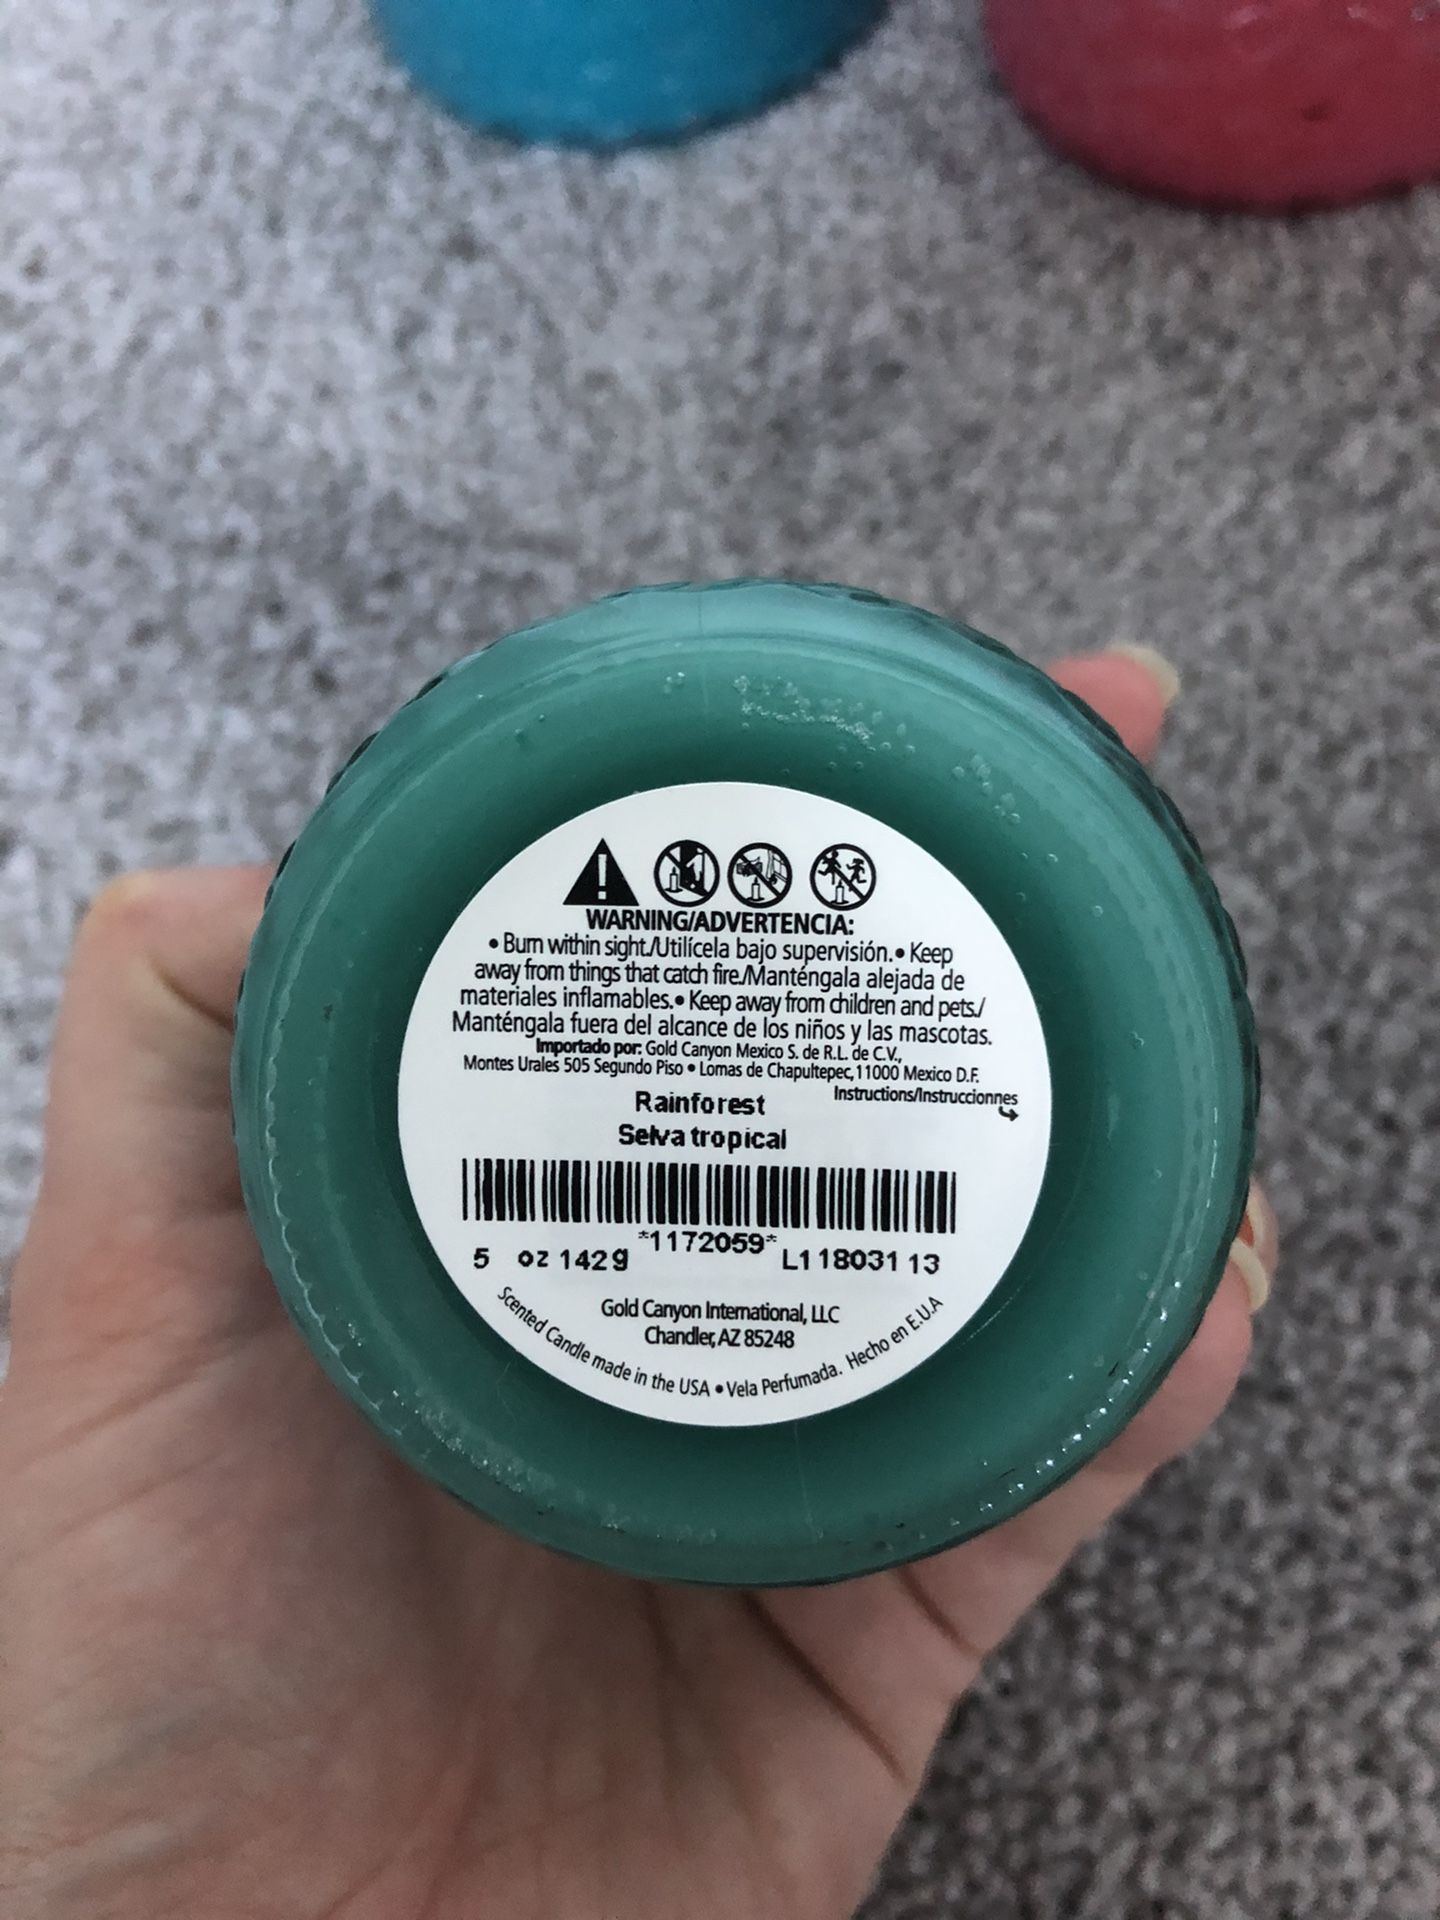 WARNING/ADVERTENCIA:
• Burn within sight./Utilícela bajo supervisión.• Keep
away from things that catch fire./Manténgala alejada de
materiales inflamables.• Keep away from children and pets./
Manténgala fuera del alcance de los niños y las mascotas.
Importado por: Gold Canyon Mexico S. de R.L. de C.V.,
Montes Urales 505 Segundo Piso • Lomas de Chapultepec,11000 Mexico D.F.
Instructions/Instruccionnes
Rainforest
Selva tropical
*1172059*
5 oz 142g L118031 13
Gold Canyon International, LLC
Chandler, AZ 85248
Scented Candle made in the USA • Vela Perfumada. Hecho en E.U.A